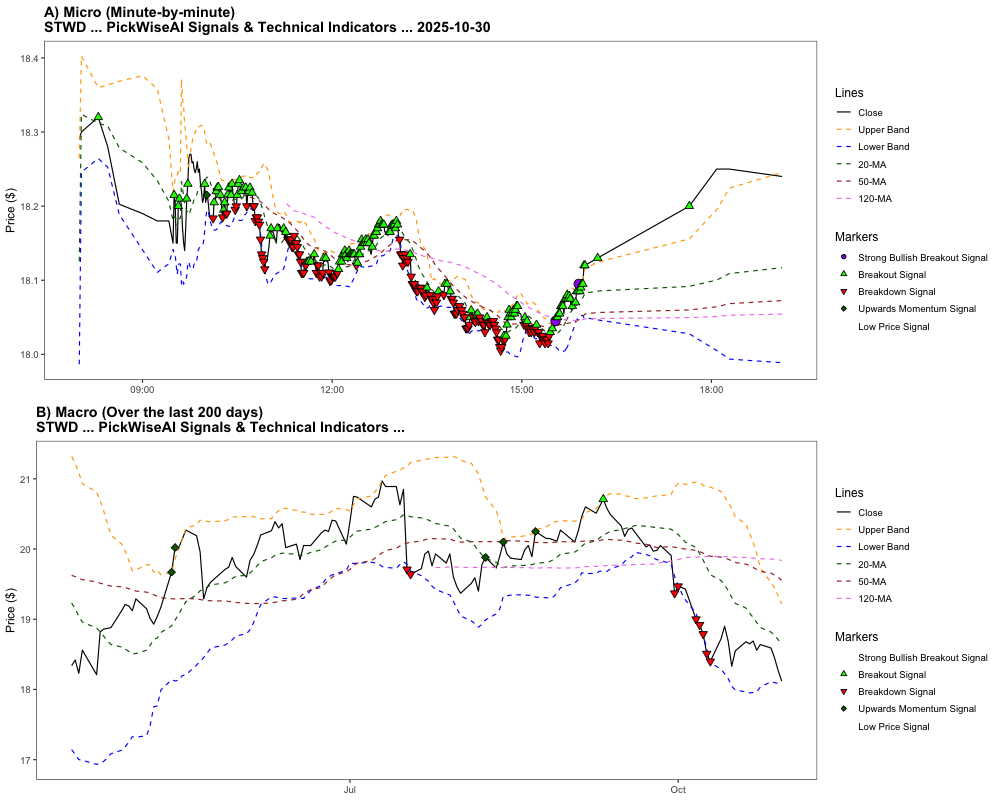 A) Micro (Minute-by-minute)
STWD ... PickWiseAI Signals & Technical Indicators ... 2025-10-30
Price ($)
18.4
18.3
18.2
18.1
18.0
09:00
12:00
15:00
18:00
Lines
Close
Upper Band
Lower Band
20-MA
50-MA
120-MA
Markers
Strong Bullish Breakout Signal
Breakout Signal
Breakdown Signal
Upwards Momentum Signal
Low Price Signal
B) Macro (Over the last 200 days)
STWD ... PickWiseAI Signals & Technical Indicators ...
Price ($)
21
20
19
18
17
Jul
Oct
Lines
Close
Upper Band
Lower Band
20-MA
50-MA
120-MA
Markers
Strong Bullish Breakout Signal
Breakout Signal
Breakdown Signal
Upwards Momentum Signal
Low Price Signal